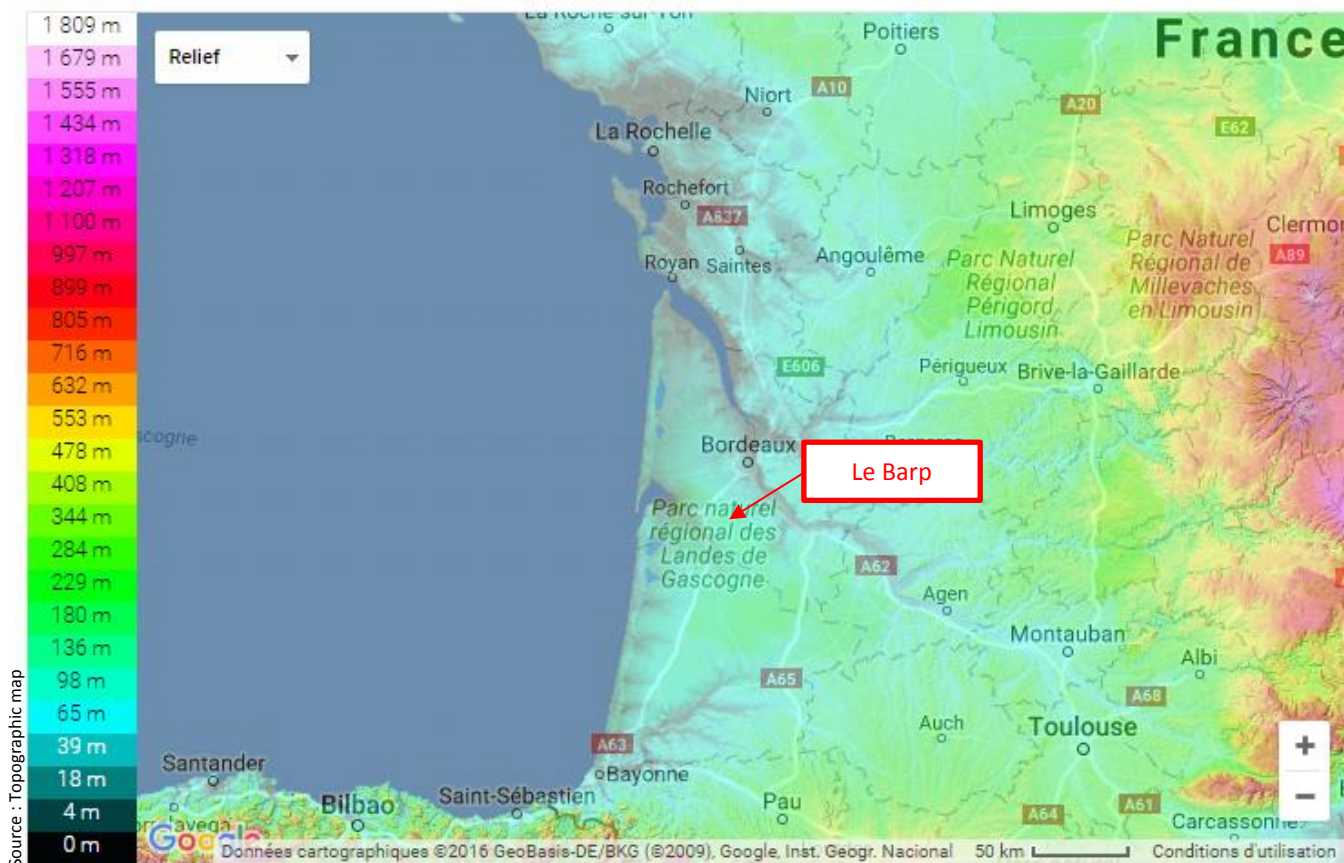 1 809 m
1 679 m
1 555 m
1 434 m
1 318 m
1 207 m
1 100 m
997 m
899 m
805 m
716 m
632 m
553 m
478 m
408 m
344 m
284 m
229 m
180 m
136 m
98 m
65 m
39 m
18 m
4 m
0 m
Source : Topographic map
Relief
La Roche-sur-Yon
Poitiers
France
Niort
A10
A20
E62
La Rochelle
Rochefort
A837
Limoges
Clermon
Royan
Saintes
Angoulême
Parc Naturel
Régional
Périgord
Limousin
Parc Naturel
Régional de
Millevaches
en Limousin
A89
E606
Périgueux
Brive-la-Gaillarde
scogne
Bordeaux
Le Barp
Parc naturel
régional des
Landes de
Gascogne
A62
Agen
Montauban
Albi
A65
A68
Auch
Toulouse
A63
Santander
Bayonne
Bilbao
Saint-Sébastien
Pau
A64
A61
Carcassonne
+
−
Google
Données cartographiques ©2016 GeoBasis-DE/BKG (©2009), Google, Inst. Geogr. Nacional
50 km
Conditions d'utilisation